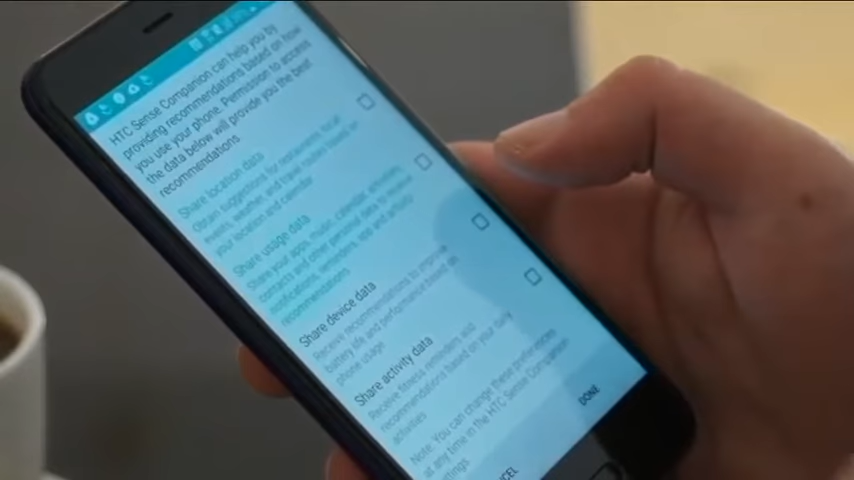 HTC Sense Companion can help you by
providing recommendations based on how
you use your phone. Permission to access
the data below will provide you the best
recommendations.
Share location data
Obtain suggestions for restaurants, local
events, weather, and travel routes based on
your location and calendar
Share usage data
Share your apps, music, calendar, activities,
contacts and other personal data to receive
notifications, reminders, app and activity
recommendations
Share device data
Receive recommendations to improve
battery life and performance based on
phone usage
Share activity data
Receive fitness reminders and
recommendations based on your daily
activities
Note: You can change these preferences
at any time in the HTC Sense Companion
settings
CANCEL
DONE